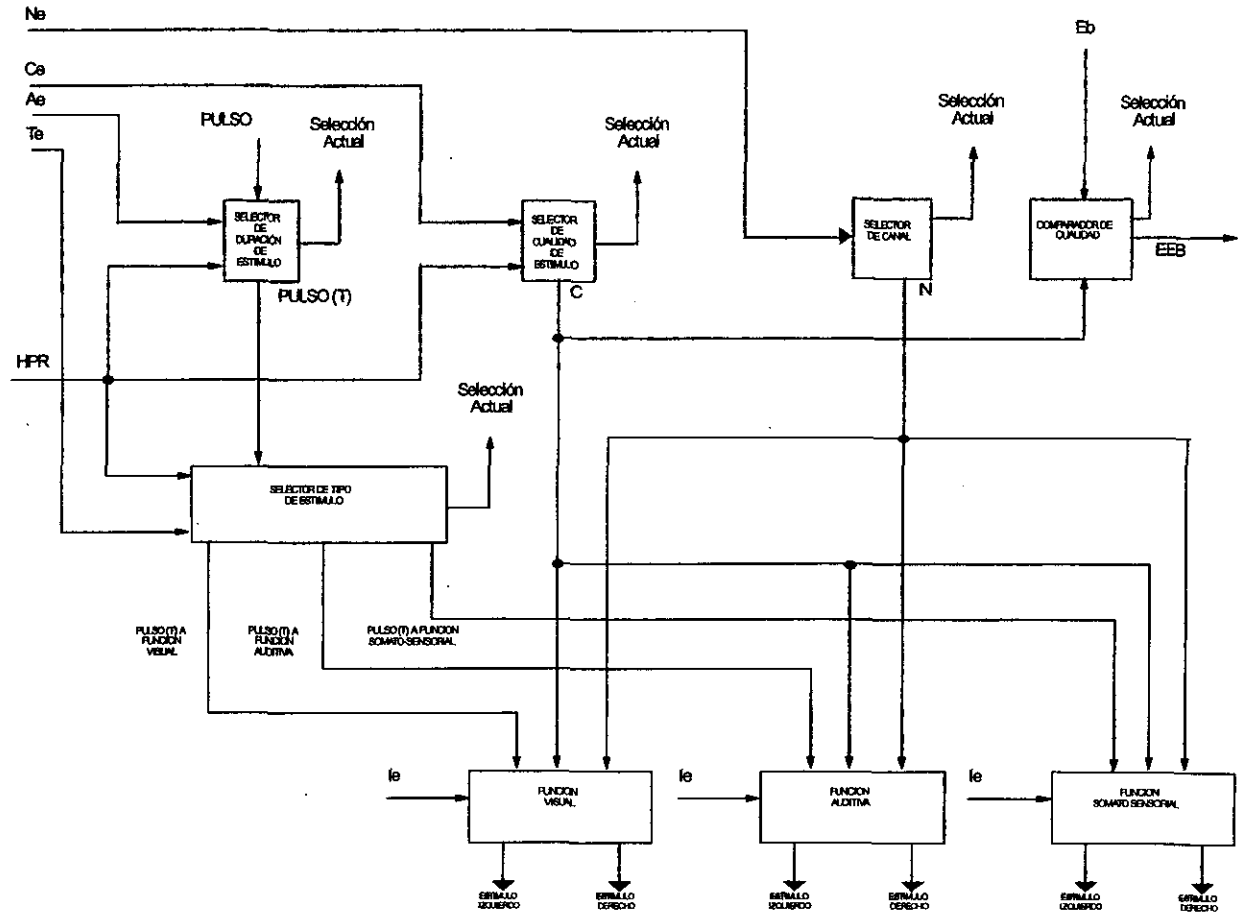 Ne
Eb
Ce
Ae
Te
PULSO
Selección
Actual
Selección
Actual
Selección
Actual
Selección
Actual
SELECTOR
DE
DURACIÓN
DE
ESTIMULO
SELECTOR
DE
CUALIDAD
DE
ESTIMULO
SELECTOR
DE CANAL
COMPARADOR DE
CUALIDAD
EEB
PULSO (T)
C
N
HPR
Selección
Actual
SELECTOR DE TIPO
DE ESTIMULO
PULSO (T) A
FUNCION
VISUAL
PULSO (T) A
FUNCION
AUDITIVA
PULSO (T) A FUNCION
SOMATO-SENSORIAL
Ie
FUNCION
VISUAL
Ie
FUNCION
AUDITIVA
Ie
FUNCION
SOMATO SENSORIAL
ESTIMULO
IZQUIERDO
ESTIMULO
DERECHO
ESTIMULO
IZQUIERDO
ESTIMULO
DERECHO
ESTIMULO
IZQUIERDO
ESTIMULO
DERECHO